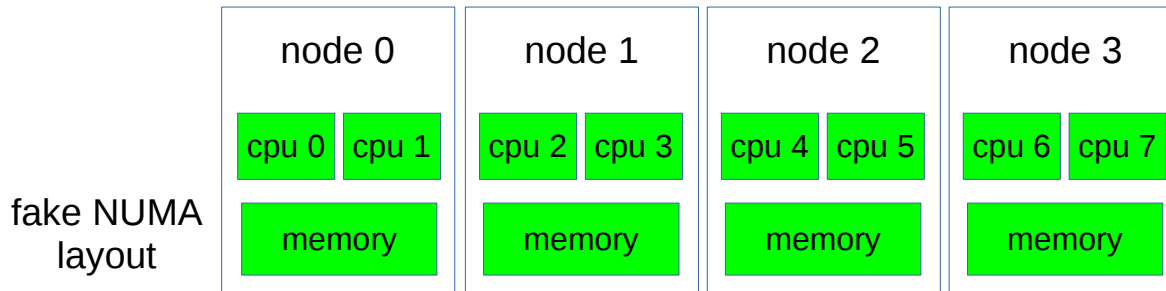 node 0
node 1
node 2
node 3
cpu 0
cpu 1
cpu 2
cpu 3
cpu 4
cpu 5
cpu 6
cpu 7
fake NUMA
layout
memory
memory
memory
memory